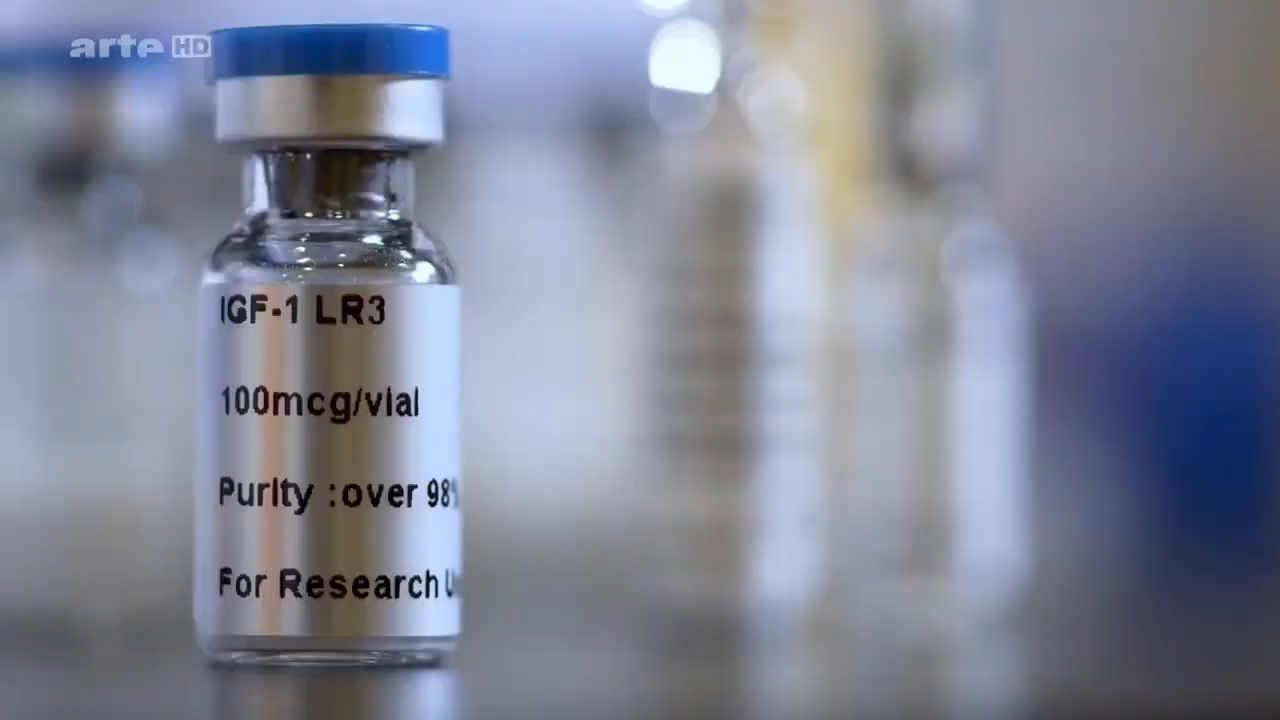 arte HD
IGF-1 LR3
100mcg/vial
Purity :over 98%
For Research